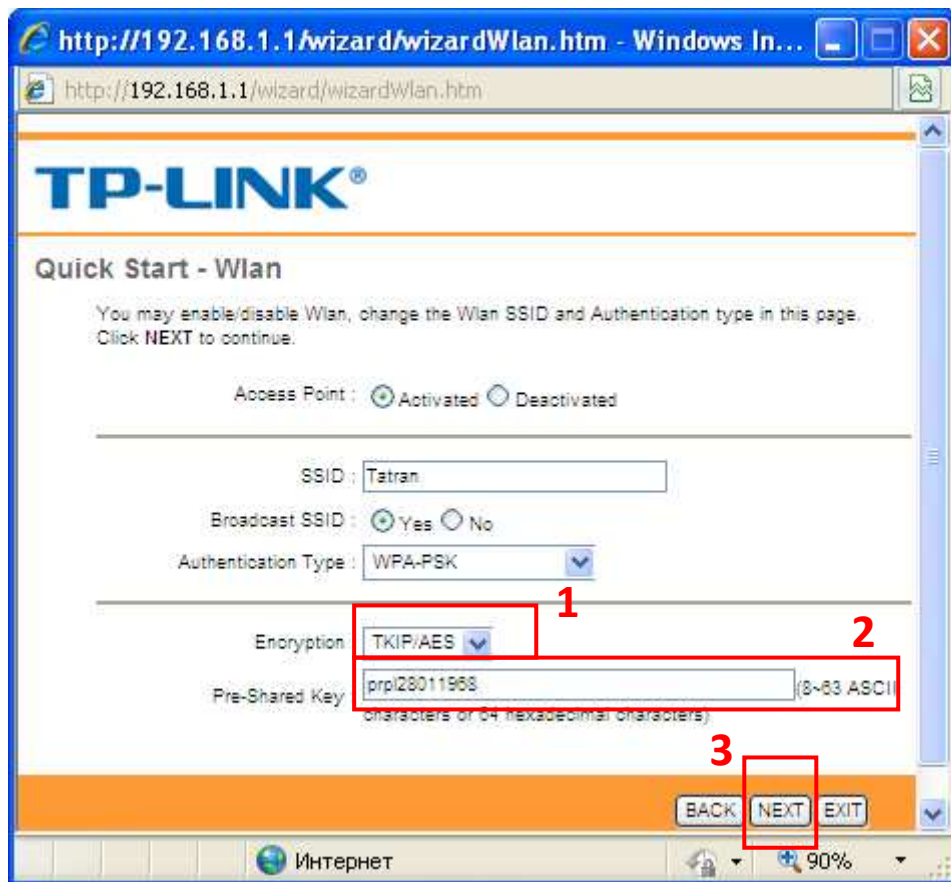 http://192.168.1.1/wizard/wizardWlan.htm - Windows In...
http://192.168.1.1/wizard/wizardWlan.htm
TP-LINK®
Quick Start - Wlan
You may enable/disable Wlan, change the Wlan SSID and Authentication type in this page.
Click NEXT to continue.
Access Point : Activated Deactivated
SSID : Tatran
Broadcast SSID : Yes No
Authentication Type : WPA-PSK
1
Encryption TKIP/AES
2
Pre-Shared Key prpl28011968 (8~63 ASCII
characters or 64 hexadecimal characters)
3
BACK NEXT EXIT
Интернет 90%